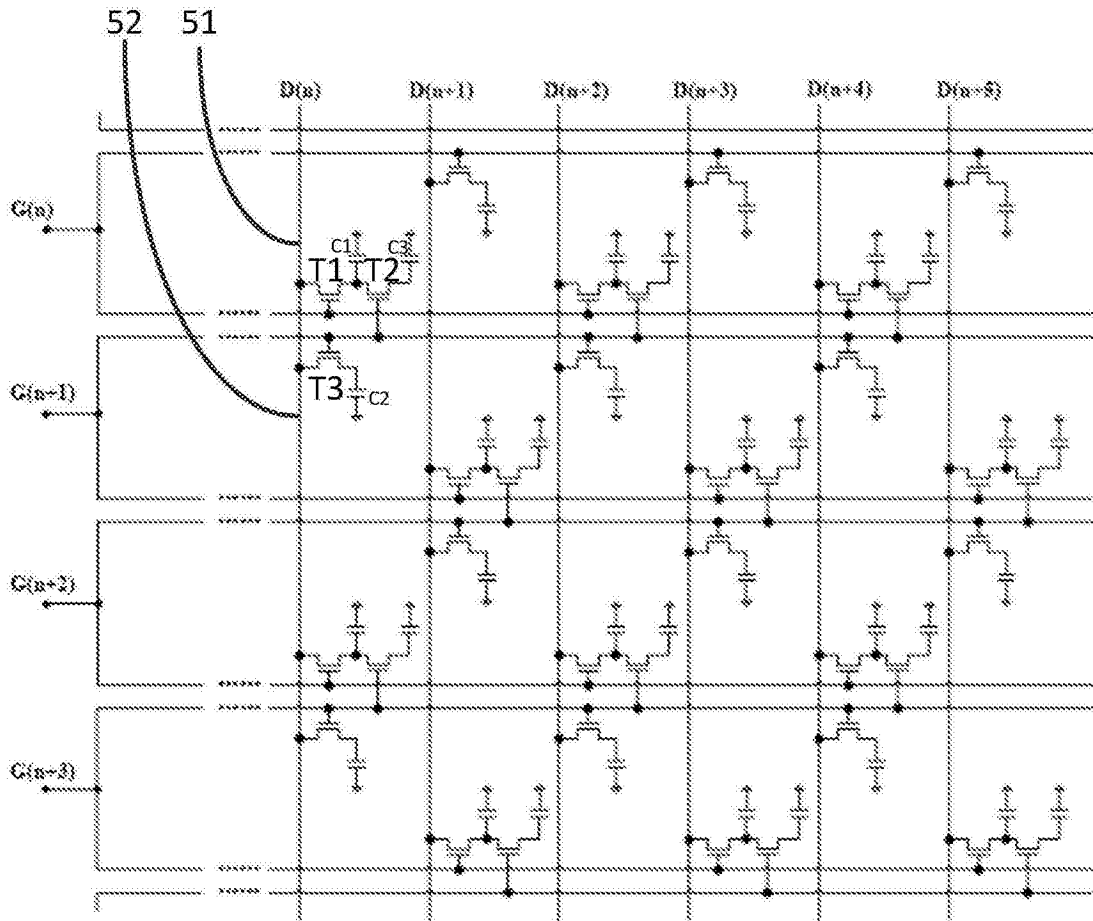 52 51
D(n) D(n+1) D(n+2) D(n+3) D(n+4) D(n+5)
G(n)
C1 C3
T1 T2
T3
C2
G(n+1)
G(n+2)
G(n+3)